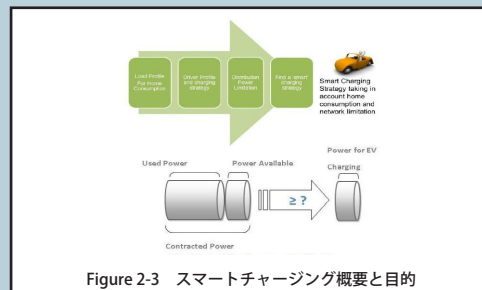 Load Profile
For home
Consumption
Driver Profile
and charging
strategy
Distribution
Power
Limitation
Find a smart
charging
strategy
Smart Charging
Strategy taking in
account home
consumption and
network limitation
Used Power
Power Available
Power for EV
Charging
≥ ?
Contracted Power
Figure 2-3 スマートチャージング概要と目的